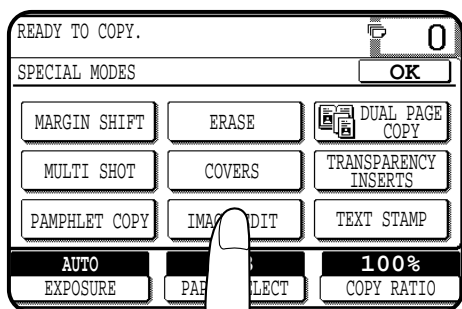 READY TO COPY. 0
SPECIAL MODES OK
MARGIN SHIFT ERASE DUAL PAGE
COPY
MULTI SHOT COVERS TRANSPARENCY
INSERTS
PAMPHLET COPY TEXT STAMP
AUTO 100%
EXPOSURE COPY RATIO